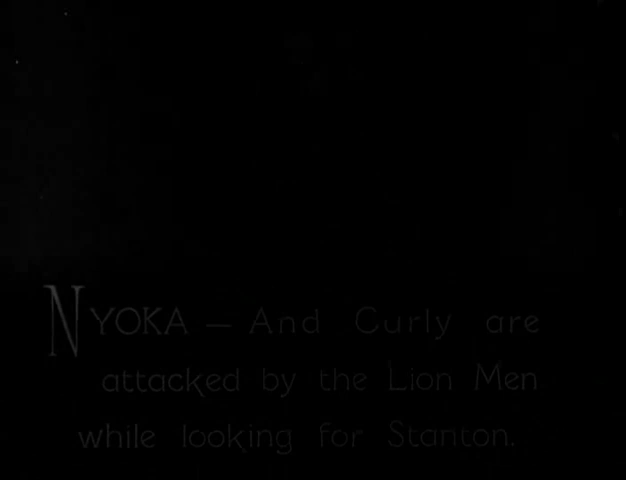 NYOKA — And Curly are
attacked by the Lion Men
while looking for Stanton.